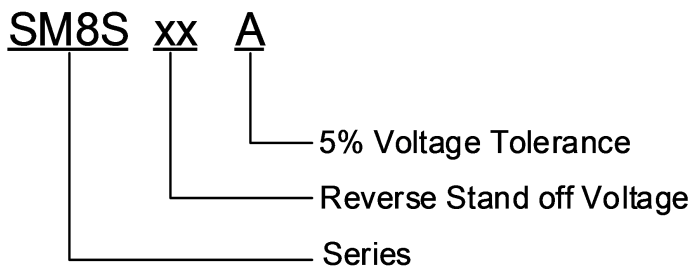 SM8S xx A
5% Voltage Tolerance
Reverse Stand off Voltage
Series